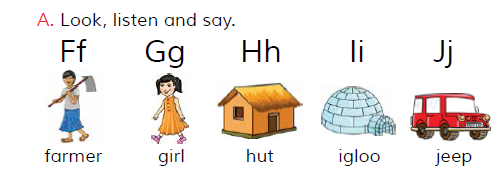 A. Look, listen and say.
Ff Gg Hh Ii Jj
farmer girl hut igloo jeep